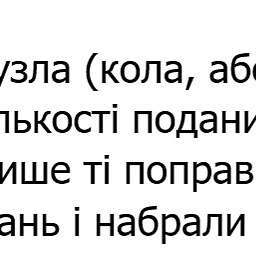 узла (кола, або
лькості подани
ише ті поправ
ань і набрали